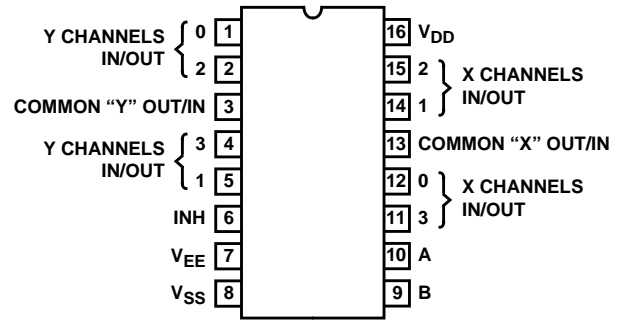 Y CHANNELS
IN/OUT
0 1
2 2
COMMON “Y” OUT/IN 3
Y CHANNELS
IN/OUT
3 4
1 5
INH 6
VEE 7
VSS 8
16 VDD
15 2
14 1
X CHANNELS
IN/OUT
13 COMMON “X” OUT/IN
12 0
11 3
X CHANNELS
IN/OUT
10 A
9 B